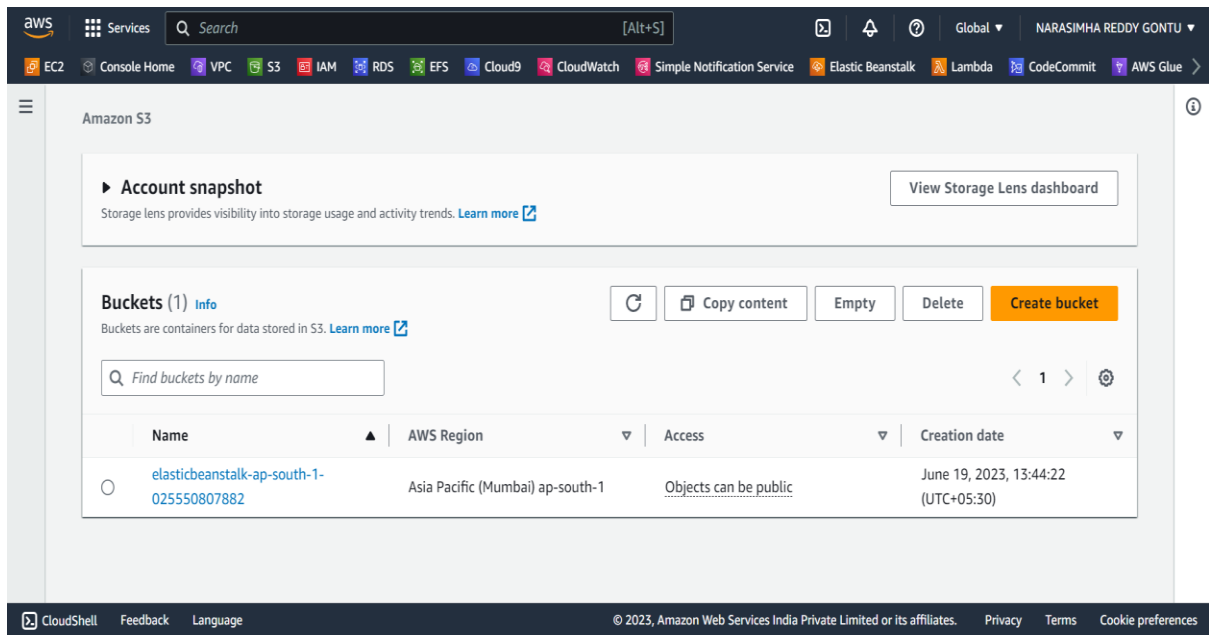 aws Services Search [Alt+S] Global NARASIMHA REDDY GONTU
EC2 Console Home VPC S3 IAM RDS EFS Cloud9 CloudWatch Simple Notification Service Elastic Beanstalk Lambda CodeCommit AWS Glue
Amazon S3
Account snapshot View Storage Lens dashboard
Storage lens provides visibility into storage usage and activity trends. Learn more
Buckets (1) Info Copy content Empty Delete Create bucket
Buckets are containers for data stored in S3. Learn more
Find buckets by name 1
Name AWS Region Access Creation date
elasticbeanstalk-ap-south-1-
025550807882 Asia Pacific (Mumbai) ap-south-1 Objects can be public June 19, 2023, 13:44:22
(UTC+05:30)
CloudShell Feedback Language © 2023, Amazon Web Services India Private Limited or its affiliates. Privacy Terms Cookie preferences